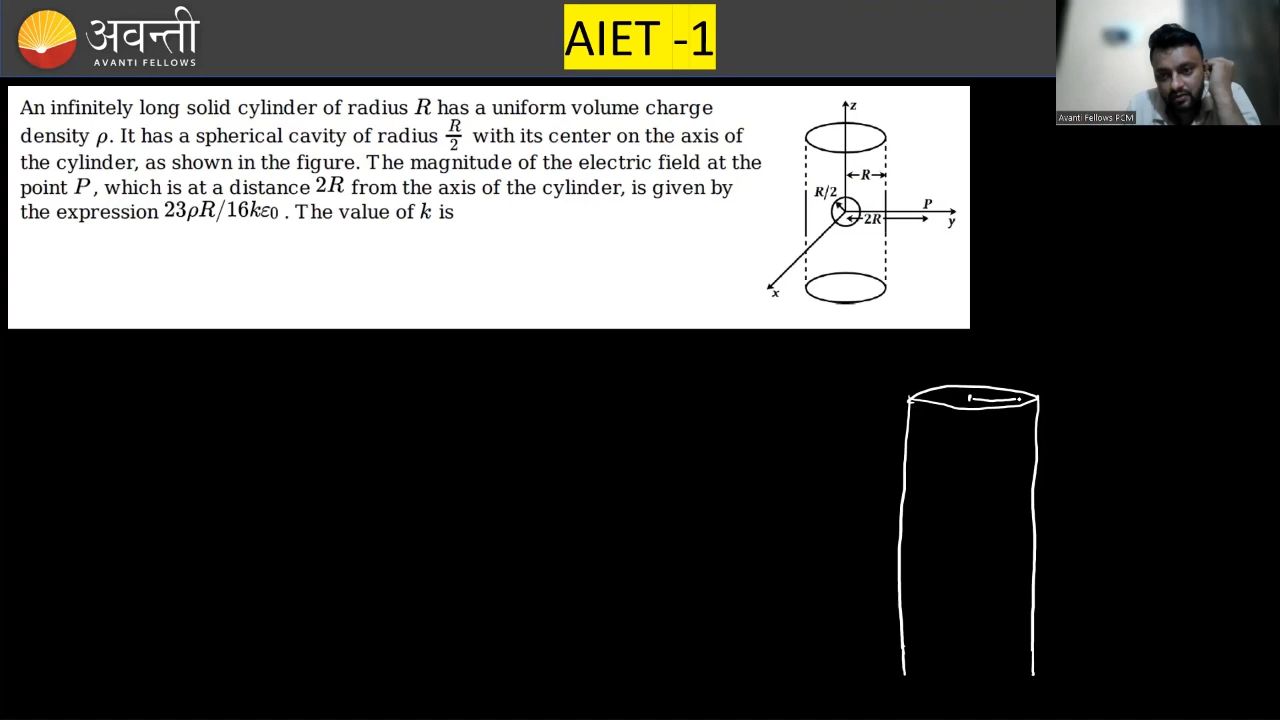 अवन्ती
AVANTI FELLOWS
AIET -1
Avanti Fellows PCM
An infinitely long solid cylinder of radius R has a uniform volume charge
density ρ. It has a spherical cavity of radius R/2 with its center on the axis of
the cylinder, as shown in the figure. The magnitude of the electric field at the
point P, which is at a distance 2R from the axis of the cylinder, is given by
the expression 23ρR/16kε₀ . The value of k is
z
R
R/2
P
2R
y
x